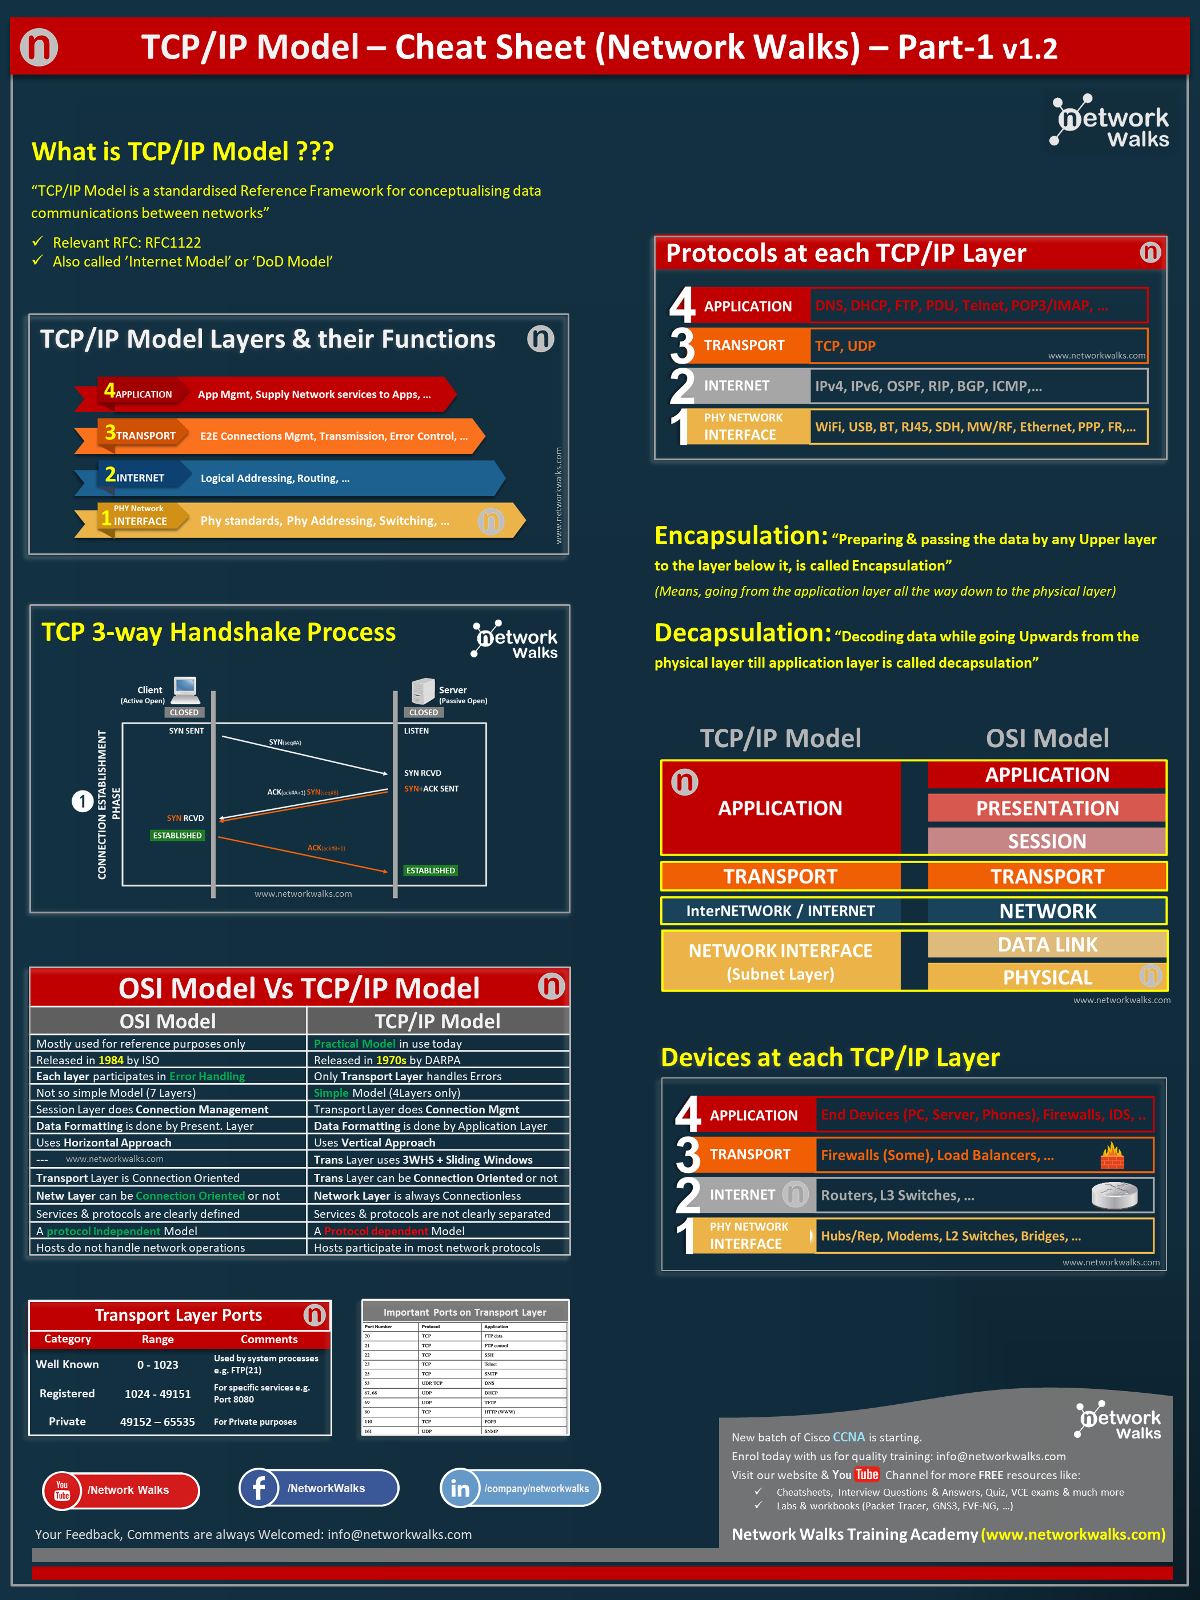 TCP/IP Model – Cheat Sheet (Network Walks) – Part-1 v1.2
network
Walks
What is TCP/IP Model ???
“TCP/IP Model is a standardised Reference Framework for conceptualising data
communications between networks”
✓ Relevant RFC: RFC1122
✓ Also called ‘Internet Model’ or ‘DoD Model’
TCP/IP Model Layers & their Functions
4 APPLICATION App Mgmt, Supply Network services to Apps, ...
3 TRANSPORT E2E Connections Mgmt, Transmission, Error Control, ...
2 INTERNET Logical Addressing, Routing, ...
1 PHY Network INTERFACE Phy standards, Phy Addressing, Switching, ...
www.networkwalks.com
TCP 3-way Handshake Process
network
Walks
Client
(Active Open)
CLOSED
Server
(Passive Open)
CLOSED
SYN SENT
LISTEN
SYN(seq#A)
SYN RCVD
SYN+ACK SENT
ACK(ack#A+1) SYN(seq#B)
SYN RCVD
ESTABLISHED
ACK(ack#B+1)
ESTABLISHED
1
CONNECTION ESTABLISHMENT
PHASE
www.networkwalks.com
OSI Model Vs TCP/IP Model
OSI Model TCP/IP Model
Mostly used for reference purposes only Practical Model in use today
Released in 1984 by ISO Released in 1970s by DARPA
Each layer participates in Error Handling Only Transport Layer handles Errors
Not so simple Model (7 Layers) Simple Model (4Layers only)
Session Layer does Connection Management Transport Layer does Connection Mgmt
Data Formatting is done by Present. Layer Data Formatting is done by Application Layer
Uses Horizontal Approach Uses Vertical Approach
--- www.networkwalks.com Trans Layer uses 3WHS + Sliding Windows
Transport Layer is Connection Oriented Trans Layer can be Connection Oriented or not
Netw Layer can be Connection Oriented or not Network Layer is always Connectionless
Services & protocols are clearly defined Services & protocols are not clearly separated
A protocol independent Model A Protocol dependent Model
Hosts do not handle network operations Hosts participate in most network protocols
Transport Layer Ports
Category Range Comments
Well Known 0 - 1023 Used by system processes e.g. FTP(21)
Registered 1024 - 49151 For specific services e.g. Port 8080
Private 49152 – 65535 For Private purposes
Important Ports on Transport Layer
Port Number Protocol Application
20 TCP FTP data
21 TCP FTP control
22 TCP SSH
23 TCP Telnet
25 TCP SMTP
53 UDP, TCP DNS
67, 68 UDP DHCP
69 UDP TFTP
80 TCP HTTP (WWW)
110 TCP POP3
161 UDP SNMP
You Tube /Network Walks
f /NetworkWalks
in /company/networkwalks
Your Feedback, Comments are always Welcomed: info@networkwalks.com
Protocols at each TCP/IP Layer
4 APPLICATION DNS, DHCP, FTP, PDU, Telnet, POP3/IMAP, ...
3 TRANSPORT TCP, UDP
www.networkwalks.com
2 INTERNET IPv4, IPv6, OSPF, RIP, BGP, ICMP,...
1 PHY NETWORK INTERFACE WiFi, USB, BT, RJ45, SDH, MW/RF, Ethernet, PPP, FR,...
Encapsulation: “Preparing & passing the data by any Upper layer
to the layer below it, is called Encapsulation”
(Means, going from the application layer all the way down to the physical layer)
Decapsulation: “Decoding data while going Upwards from the
physical layer till application layer is called decapsulation”
TCP/IP Model OSI Model
APPLICATION
APPLICATION
PRESENTATION
SESSION
TRANSPORT TRANSPORT
InterNETWORK / INTERNET NETWORK
NETWORK INTERFACE
(Subnet Layer)
DATA LINK
PHYSICAL
www.networkwalks.com
Devices at each TCP/IP Layer
4 APPLICATION End Devices (PC, Server, Phones), Firewalls, IDS, ..
3 TRANSPORT Firewalls (Some), Load Balancers, ...
2 INTERNET Routers, L3 Switches, ...
1 PHY NETWORK INTERFACE Hubs/Rep, Modems, L2 Switches, Bridges, ...
www.networkwalks.com
network
Walks
New batch of Cisco CCNA is starting.
Enrol today with us for quality training: info@networkwalks.com
Visit our website & You Tube Channel for more FREE resources like:
✓ Cheatsheets, Interview Questions & Answers, Quiz, VCE exams & much more
✓ Labs & workbooks (Packet Tracer, GNS3, EVE-NG, ...)
Network Walks Training Academy (www.networkwalks.com)